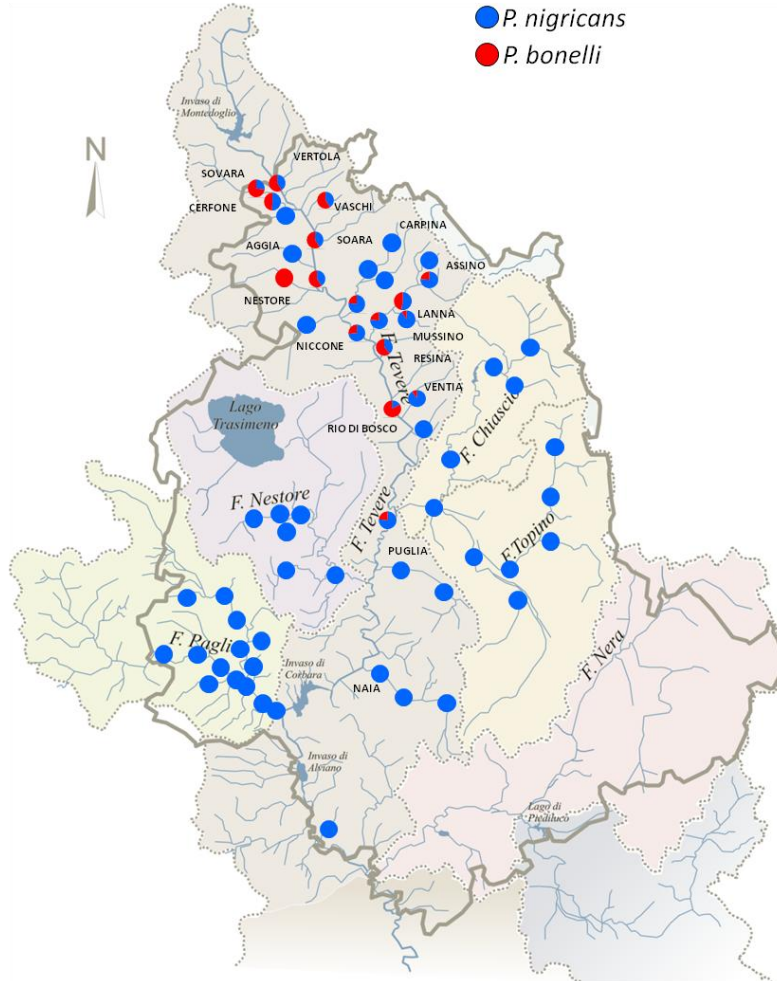 P. nigricans
P. bonelli
Invaso di
Montedoglio
N
VERTOLA
SOVARA
CERFONE
VASCHI
CARPINA
SOARA
AGGIA
ASSINO
NESTORE
LANNA
MUSSINO
NICCONE
F. Tevere
RESINA
VENTIA
Lago
Trasimeno
RIO DI BOSCO
F. Chiascio
F. Nestore
F. Tevere
F. Topino
PUGLIA
F. Pagli
F. Nera
Invaso di
Corbara
NAIA
Invaso di
Alviano
Lago di
Piediluco